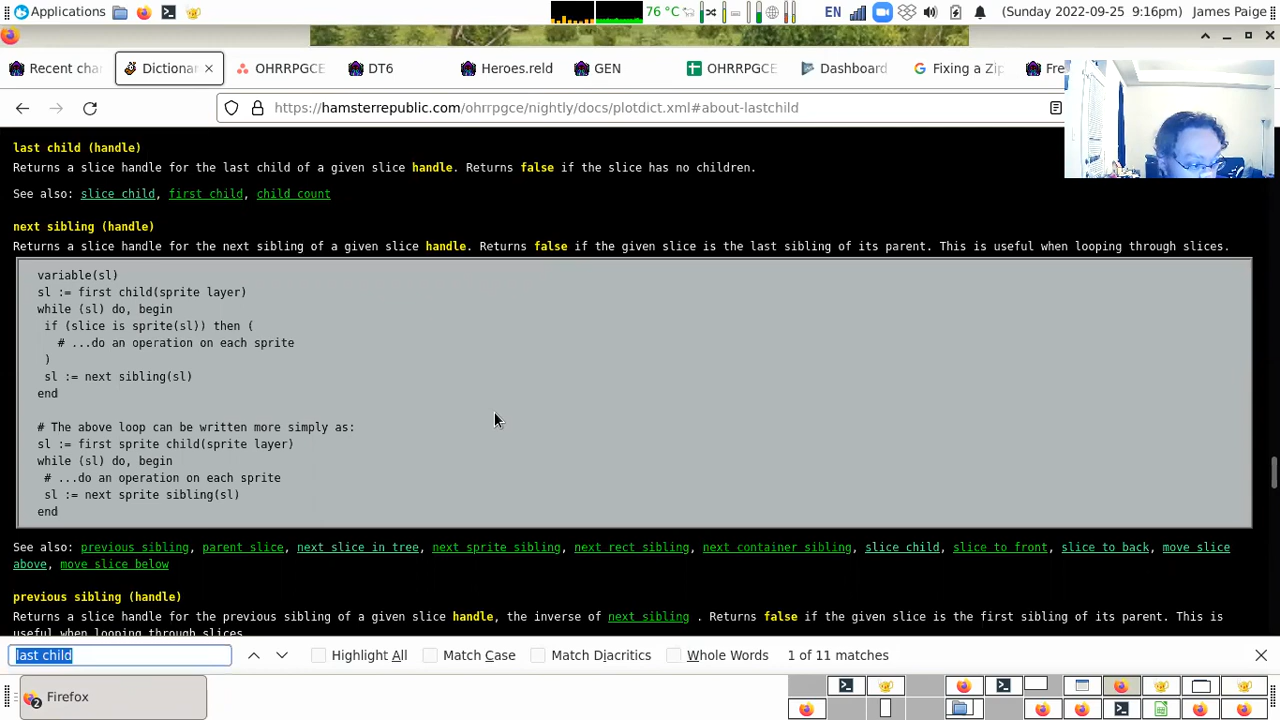 Applications
76 °C
EN
(Sunday 2022-09-25 9:16pm)
James Paige
Recent cha
Dictionar
OHRRPGCE
DT6
Heroes.reld
GEN
OHRRPGCE
Dashboard
Fixing a Zip
Fre
https://hamsterrepublic.com/ohrrpgce/nightly/docs/plotdict.xml#about-lastchild
last child (handle)
Returns a slice handle for the last child of a given slice handle. Returns false if the slice has no children.
See also: slice child, first child, child count
next sibling (handle)
Returns a slice handle for the next sibling of a given slice handle. Returns false if the given slice is the last sibling of its parent. This is useful when looping through slices.
variable(sl)
sl := first child(sprite layer)
while (sl) do, begin
if (slice is sprite(sl)) then (
# ...do an operation on each sprite
)
sl := next sibling(sl)
end
# The above loop can be written more simply as:
sl := first sprite child(sprite layer)
while (sl) do, begin
# ...do an operation on each sprite
sl := next sprite sibling(sl)
end
See also: previous sibling, parent slice, next slice in tree, next sprite sibling, next rect sibling, next container sibling, slice child, slice to front, slice to back, move slice
above, move slice below
previous sibling (handle)
Returns a slice handle for the previous sibling of a given slice handle, the inverse of next sibling . Returns false if the given slice is the first sibling of its parent. This is
useful when looping through slices.
last child
Highlight All
Match Case
Match Diacritics
Whole Words
1 of 11 matches
2
Firefox